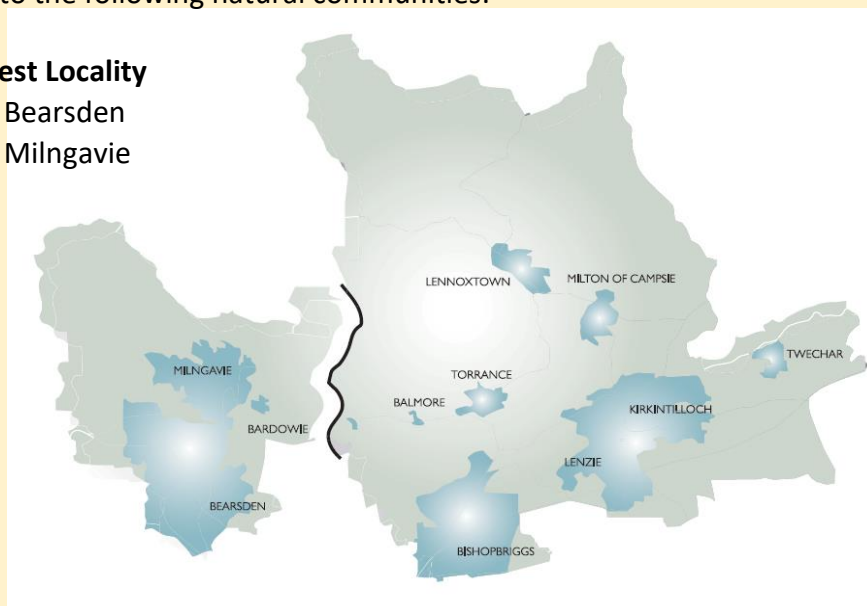 to the following natural communities:
est Locality
Bearsden
Milngavie
LENNOXTOWN
MILTON OF CAMPSIE
TWECHAR
MILNGAVIE
TORRANCE
BALMORE
KIRKINTILLOCH
BARDOWIE
LENZIE
BEARSDEN
BISHOPBRIGGS